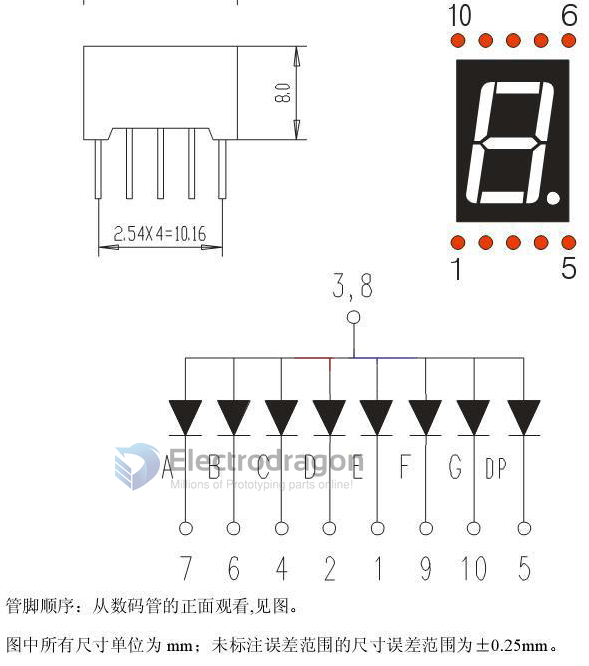 10 6
8.0
2.54X4=10.16
1 5
3,8
A B C D E F G DP
Electrodragon
Millions of Prototyping parts online!
7 6 4 2 1 9 10 5
管脚顺序:从数码管的正面观看,见图。
图中所有尺寸单位为mm；未标注误差范围的尺寸误差范围为±0.25mm。